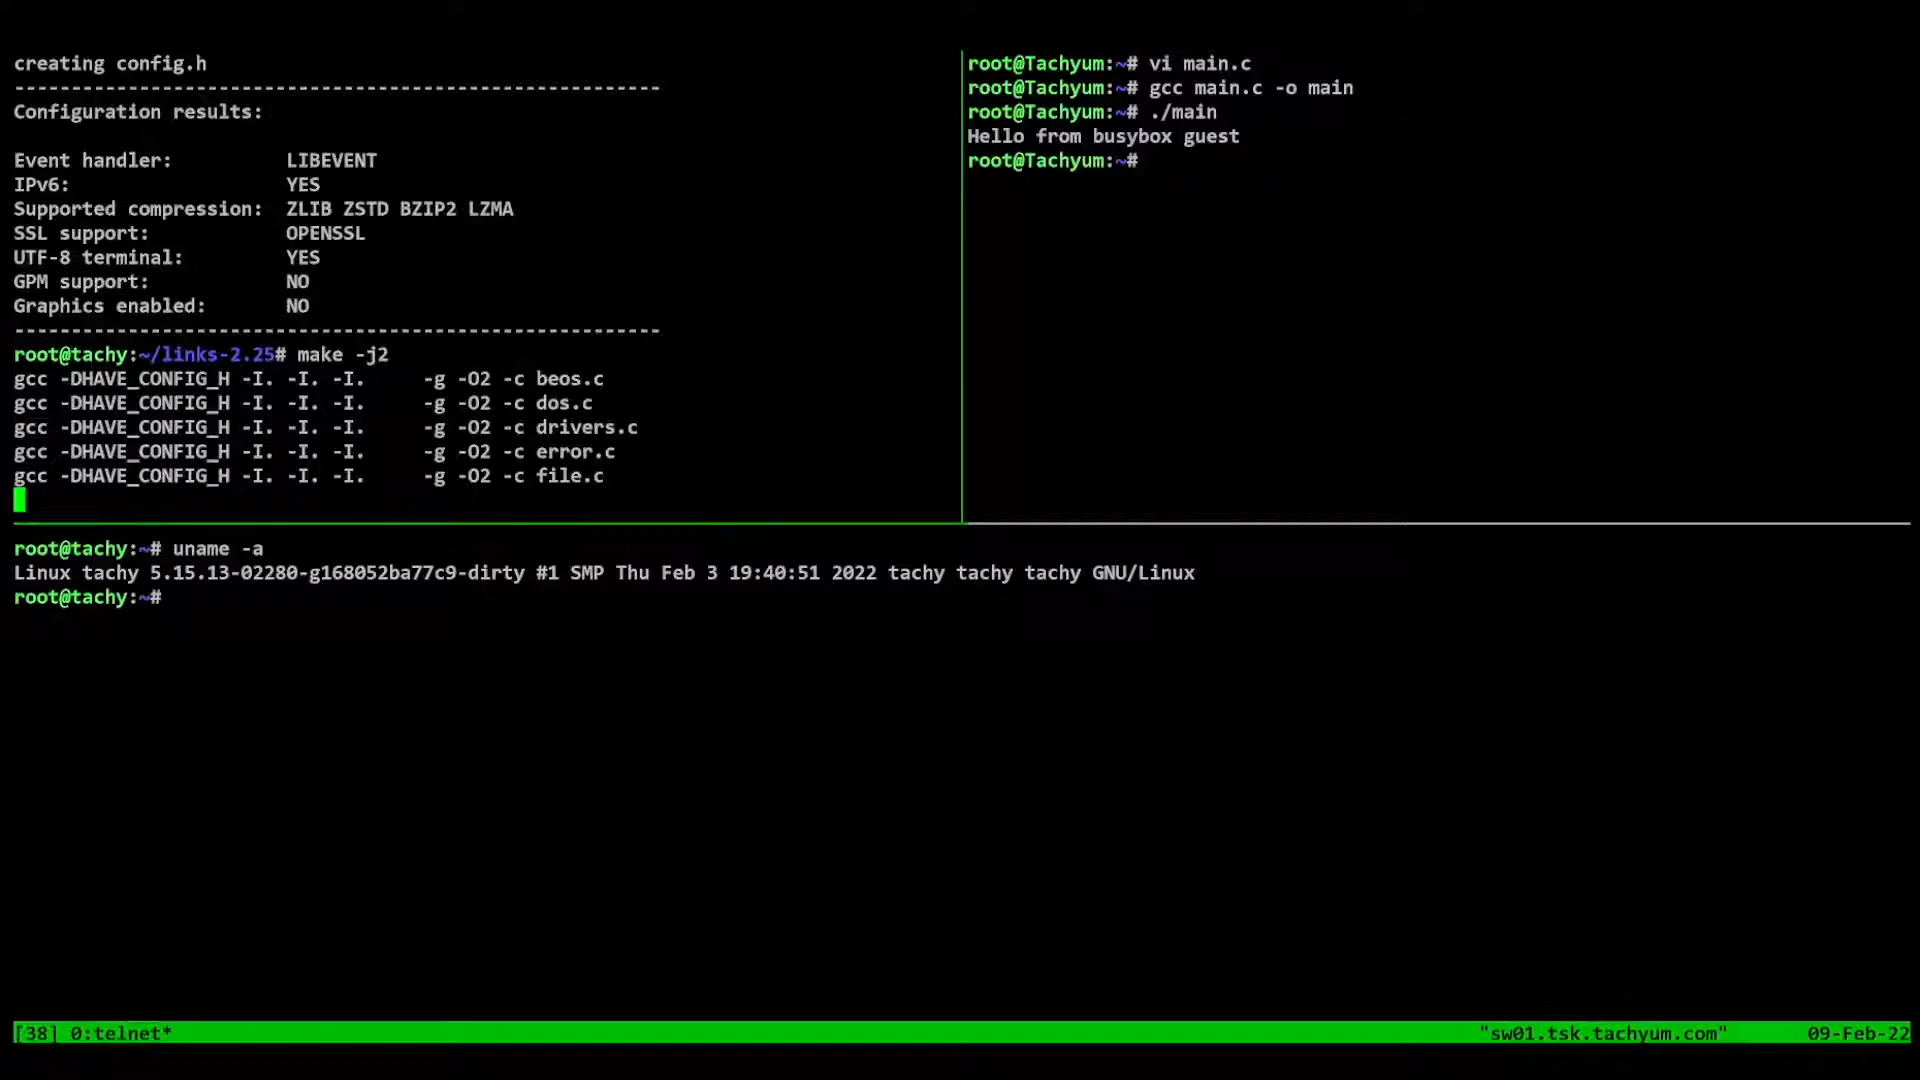 creating config.h
---------------------------------------------------------
Configuration results:
Event handler:          LIBEVENT
IPv6:                   YES
Supported compression:  ZLIB ZSTD BZIP2 LZMA
SSL support:            OPENSSL
UTF-8 terminal:         YES
GPM support:            NO
Graphics enabled:       NO
---------------------------------------------------------
root@tachy:~/links-2.25# make -j2
gcc -DHAVE_CONFIG_H -I. -I. -I.     -g -O2 -c beos.c
gcc -DHAVE_CONFIG_H -I. -I. -I.     -g -O2 -c dos.c
gcc -DHAVE_CONFIG_H -I. -I. -I.     -g -O2 -c drivers.c
gcc -DHAVE_CONFIG_H -I. -I. -I.     -g -O2 -c error.c
gcc -DHAVE_CONFIG_H -I. -I. -I.     -g -O2 -c file.c
root@Tachyum:~# vi main.c
root@Tachyum:~# gcc main.c -o main
root@Tachyum:~# ./main
Hello from busybox guest
root@Tachyum:~#
root@tachy:~# uname -a
Linux tachy 5.15.13-02280-g168052ba77c9-dirty #1 SMP Thu Feb 3 19:40:51 2022 tachy tachy tachy GNU/Linux
root@tachy:~#
[38] 0:telnet* "sw01.tsk.tachyum.com" 09-Feb-22